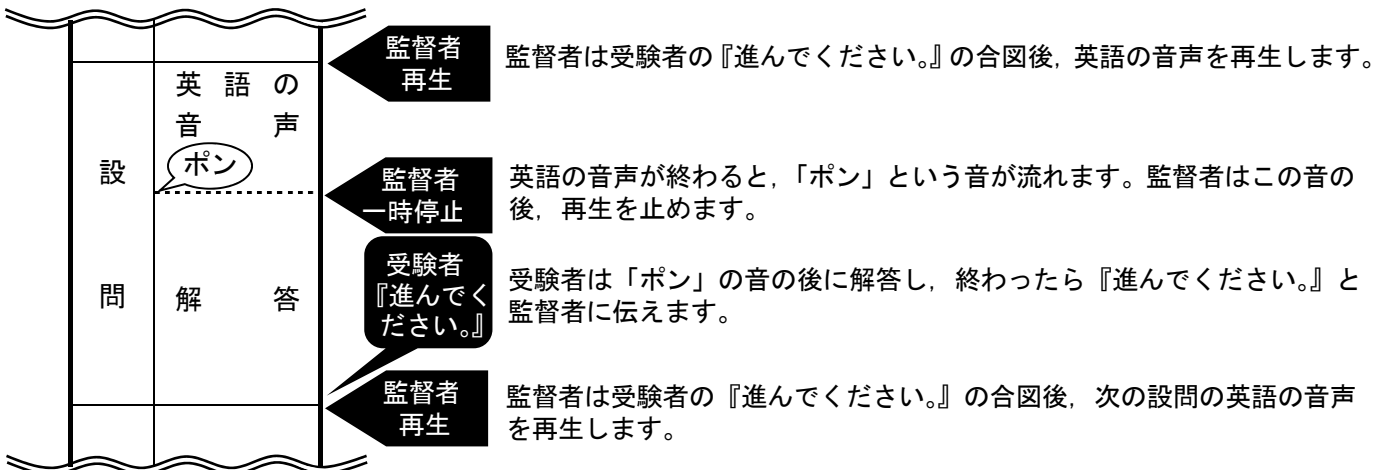 監督者
再生
監督者は受験者の『進んでください。』の合図後，英語の音声を再生します。
英語の
音声
ポン
設
問
監督者
一時停止
英語の音声が終わると，「ポン」という音が流れます。監督者はこの音の
後，再生を止めます。
解答
受験者
『進んでく
ださい。』
受験者は「ポン」の音の後に解答し，終わったら『進んでください。』と
監督者に伝えます。
監督者
再生
監督者は受験者の『進んでください。』の合図後，次の設問の英語の音声
を再生します。